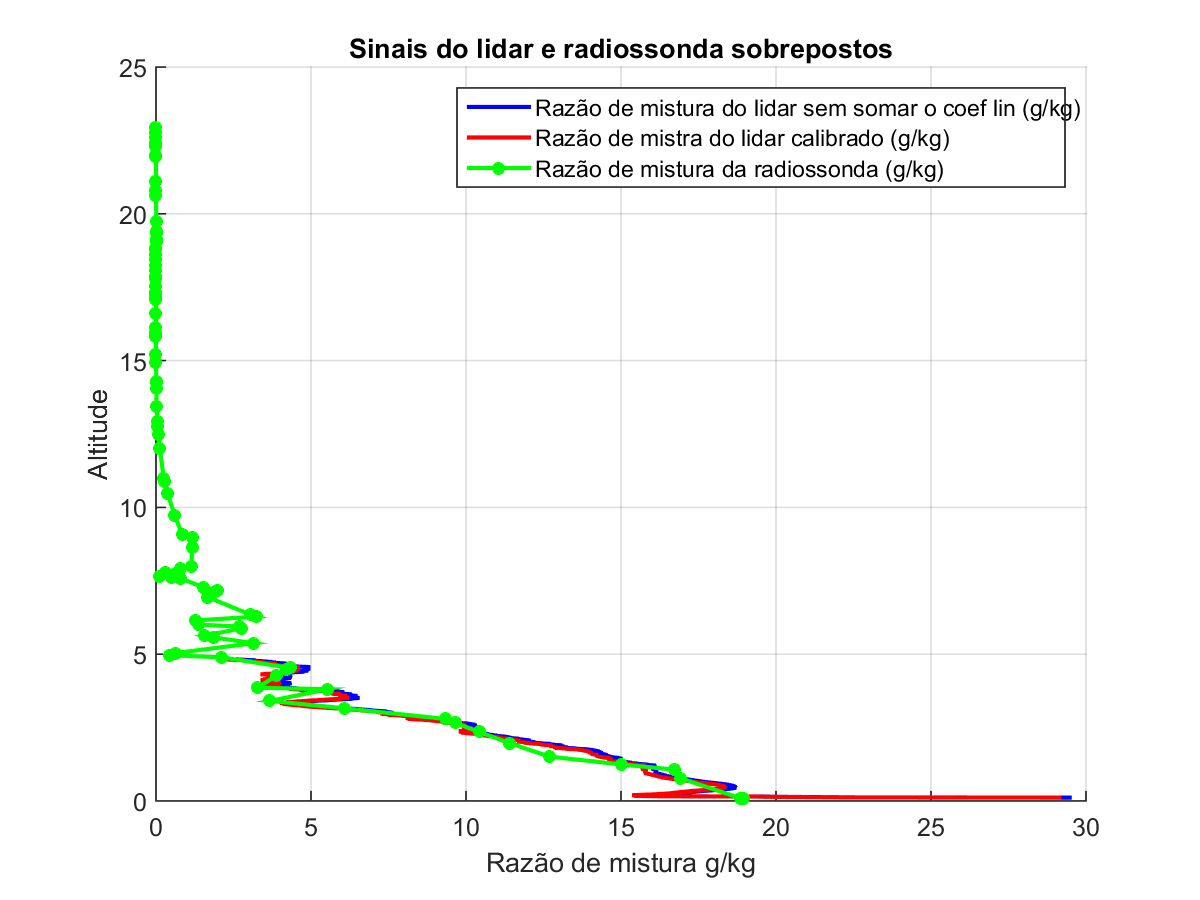 Sinais do lidar e radiossonda sobrepostos
25
20
15
10
5
0
Altitude
Razão de mistura do lidar sem somar o coef lin (g/kg)
Razão de mistra do lidar calibrado (g/kg)
Razão de mistura da radiossonda (g/kg)
0 5 10 15 20 25 30
Razão de mistura g/kg